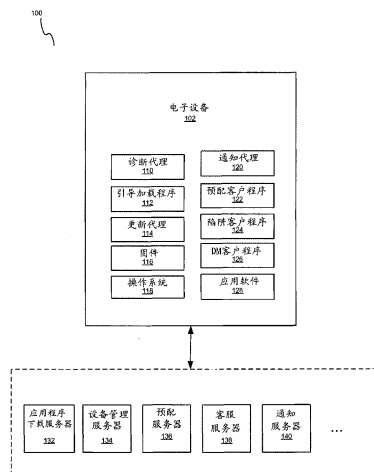 100
电子设备
102
诊断代理
110
通知代理
120
引导加载程序
112
预配客户程序
122
更新代理
114
陷阱客户程序
124
固件
116
DM客户程序
126
操作系统
118
应用软件
128
应用程序
下载服务器
132
设备管理
服务器
134
预配
服务器
136
客服
服务器
138
通知
服务器
140
...